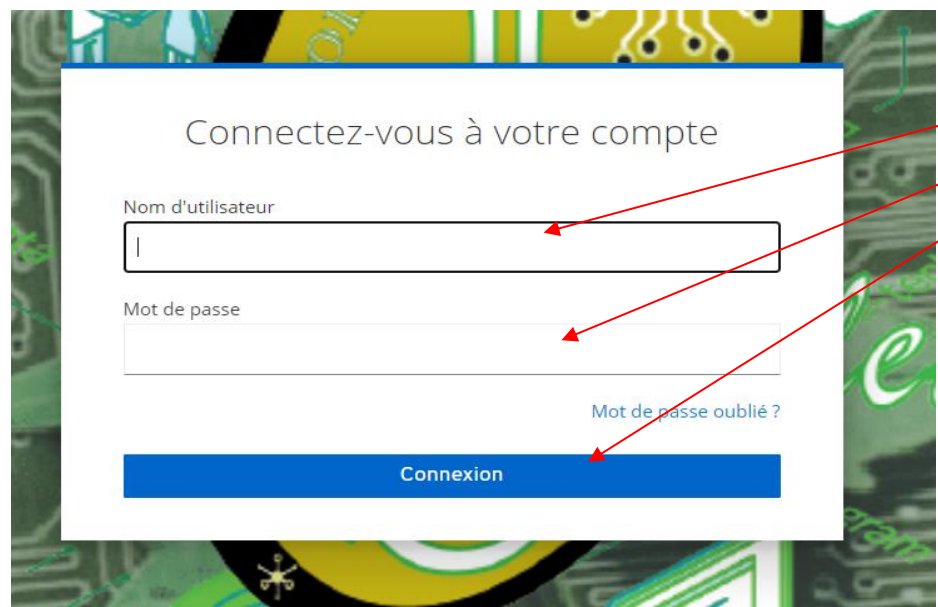 Connectez-vous à votre compte
Nom d'utilisateur
Mot de passe
Mot de passe oublié ?
Connexion